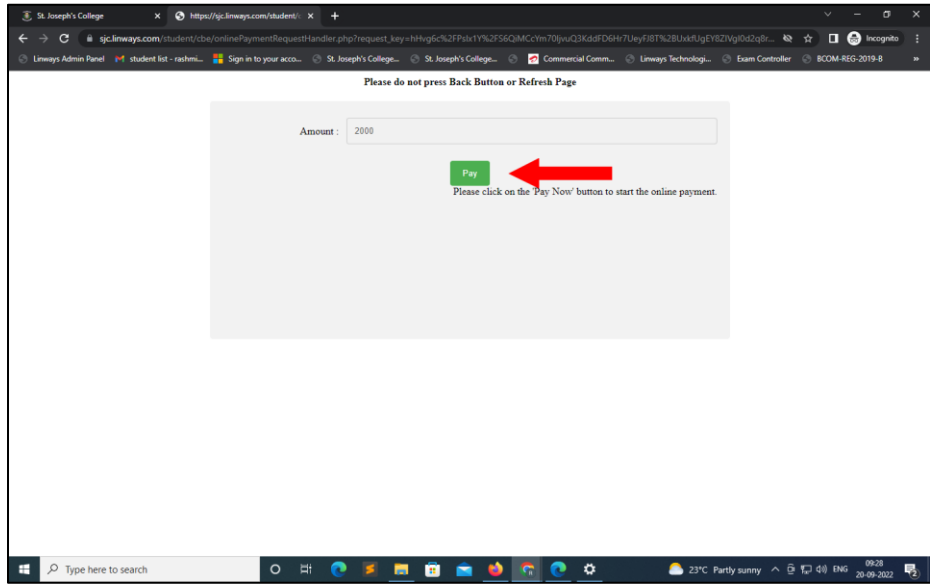 St. Joseph's College
https://sjc.linways.com/student/
sjc.linways.com/student/cbe/onlinePaymentRequestHandler.php?request_key=
Incognito
Linways Admin Panel
student list - rashmi...
Sign in to your acco...
St. Joseph's College...
St. Joseph's College...
Commercial Comm...
Linways Technologi...
Exam Controller
BCOM-REG-2019-B
»
Please do not press Back Button or Refresh Page
Amount : 2000
Pay
Please click on the 'Pay Now' button to start the online payment.
Type here to search
23°C Partly sunny
ENG
09:28
20-09-2022
2